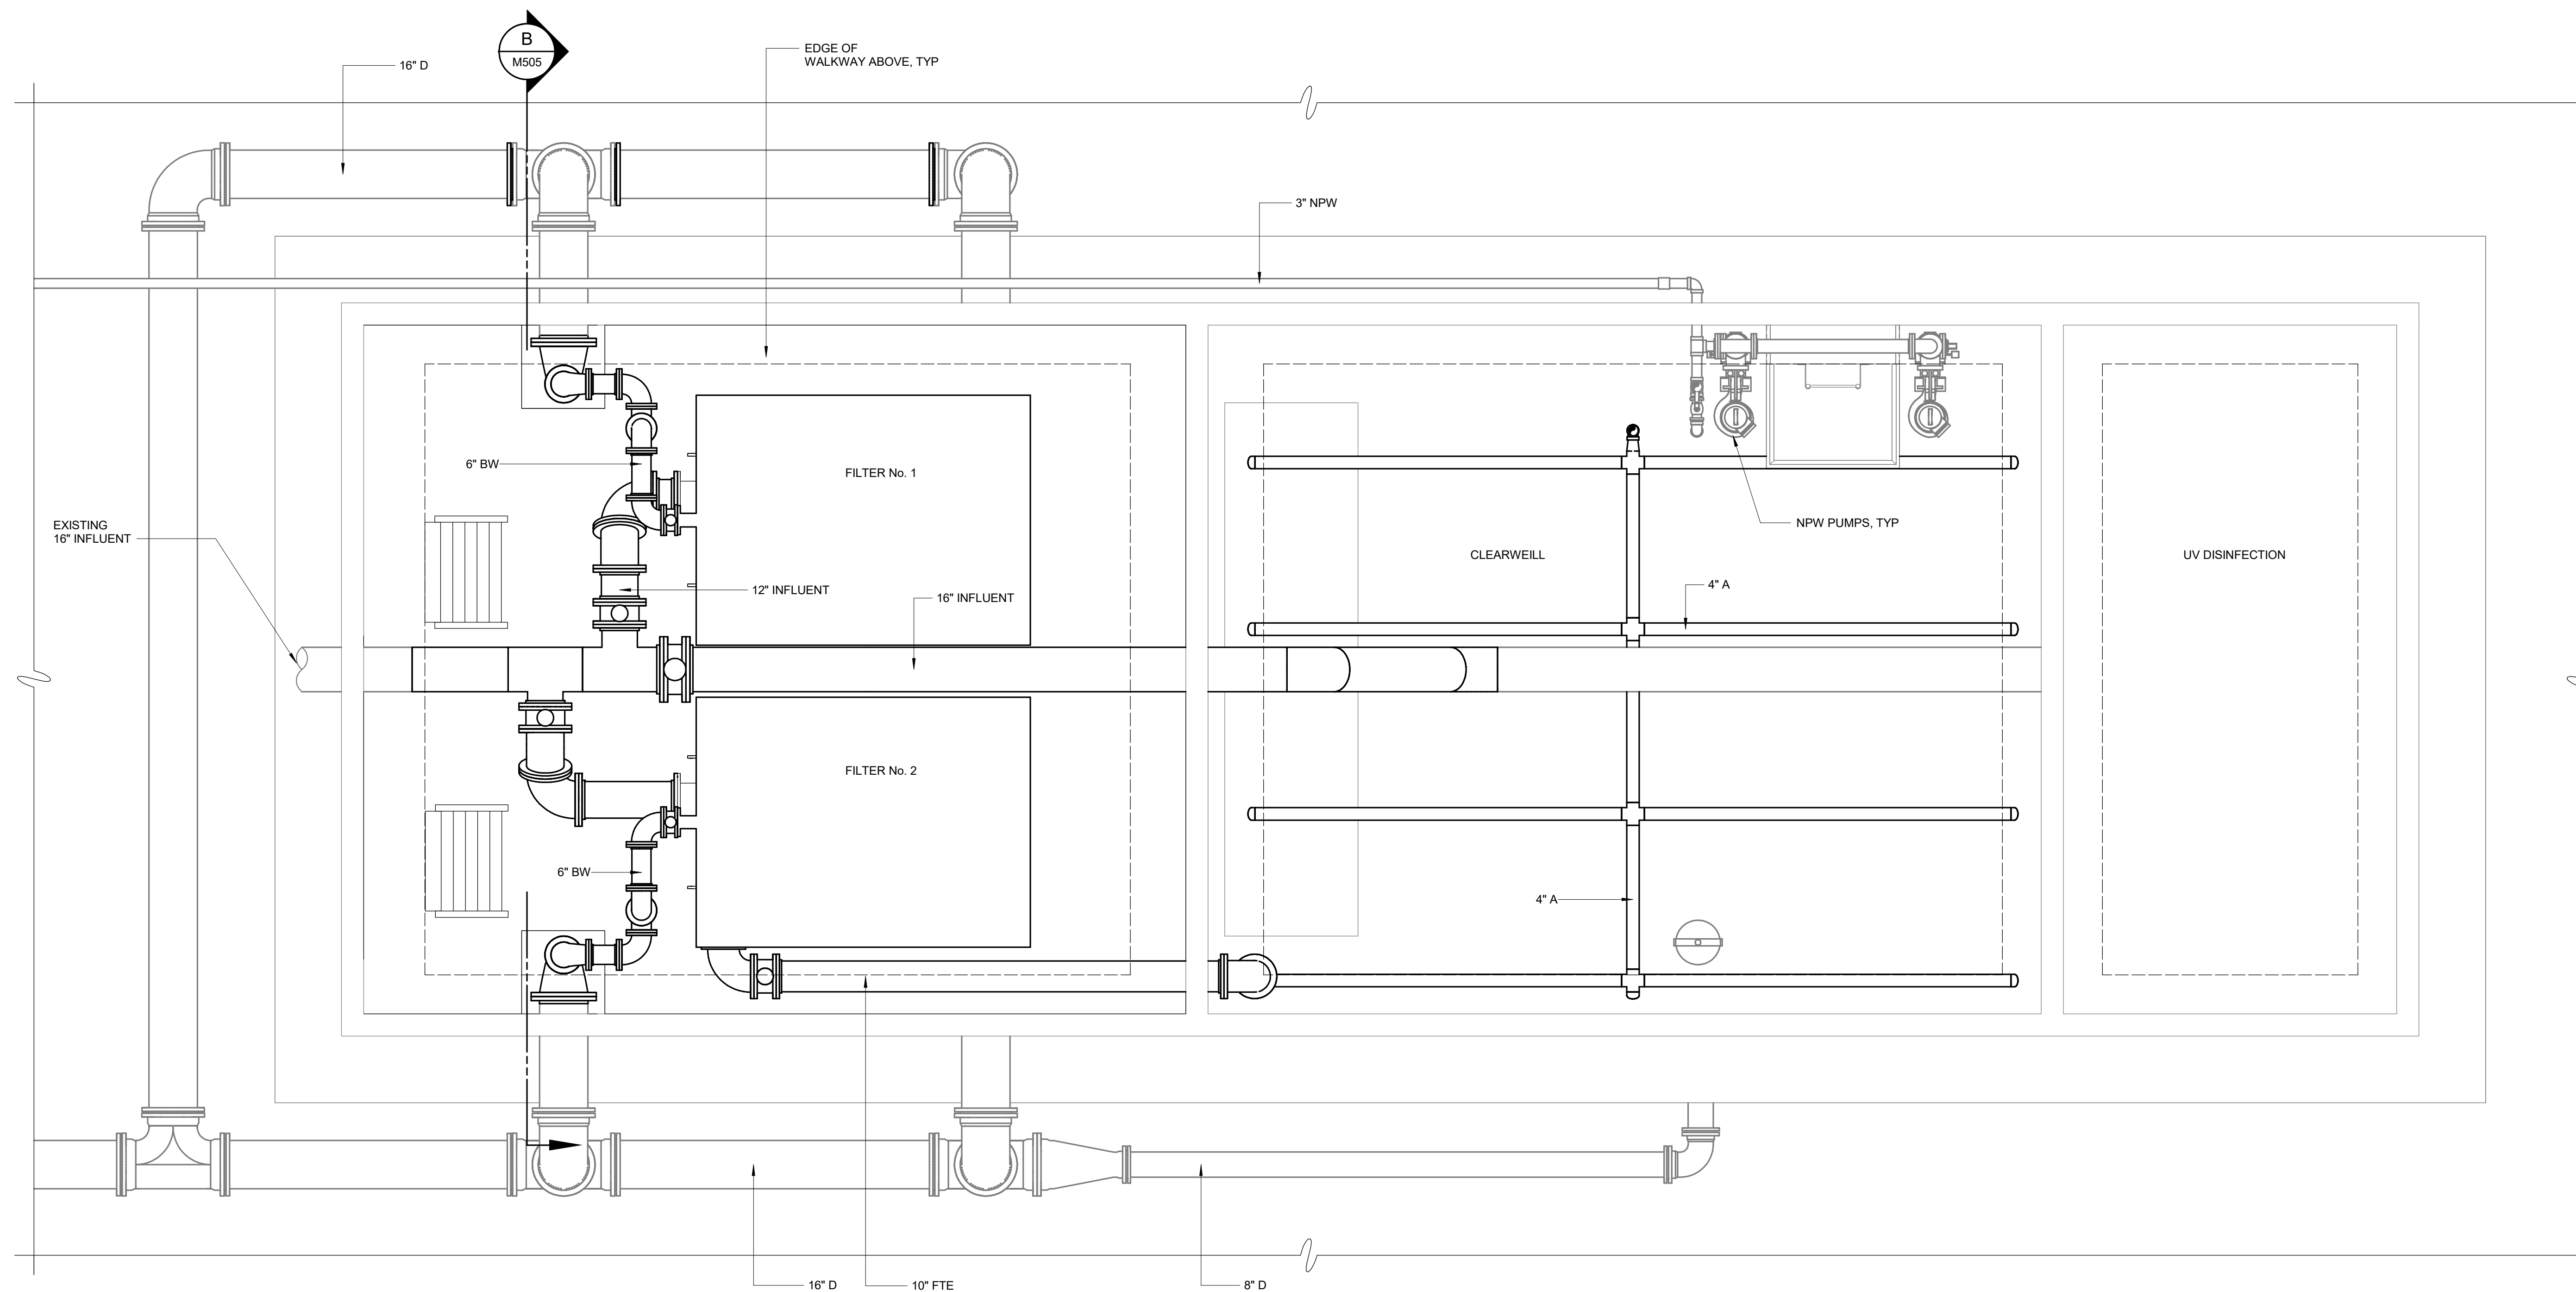 B
M505
EDGE OF
WALKWAY ABOVE, TYP
16" D
3" NPW
6" BW
FILTER No. 1
EXISTING
16" INFLUENT
NPW PUMPS, TYP
CLEARWEILL
UV DISINFECTION
12" INFLUENT
4" A
16" INFLUENT
FILTER No. 2
6" BW
4" A
16" D
10" FTE
8" D